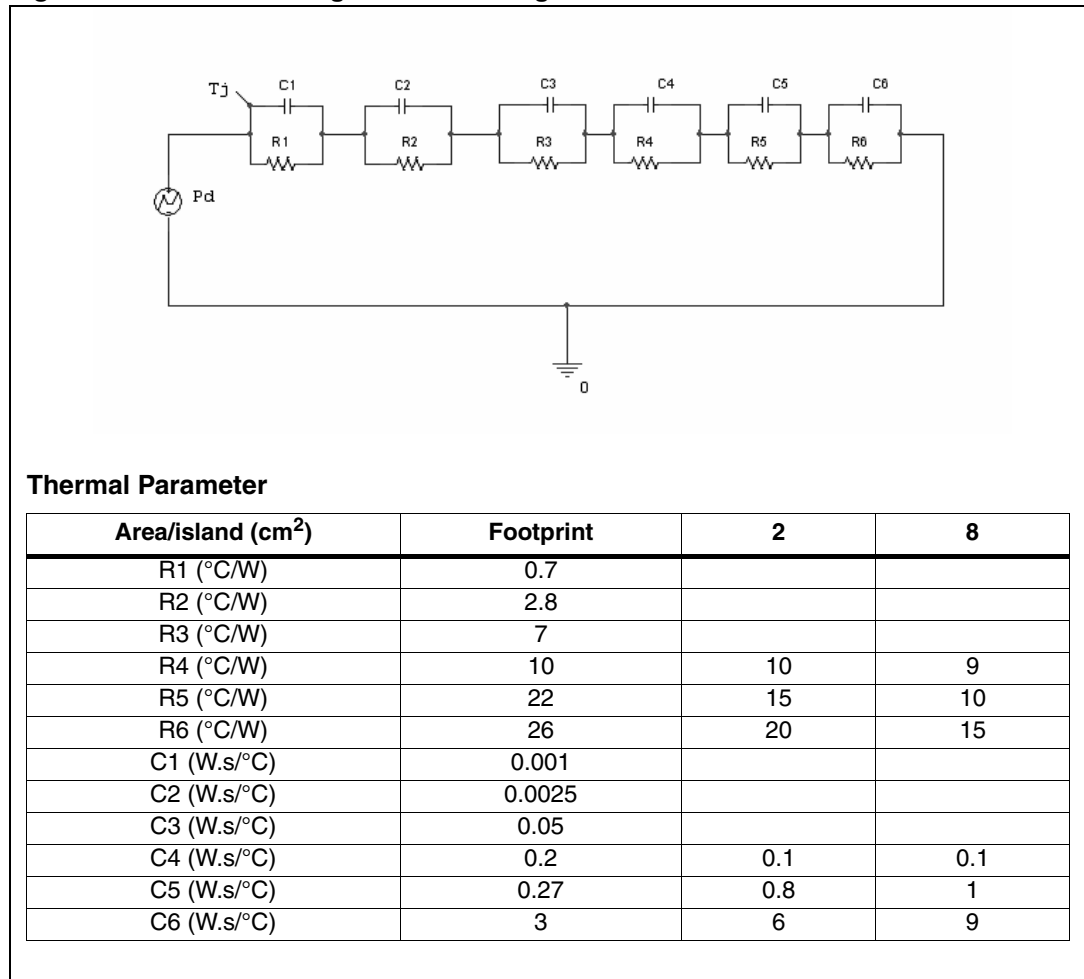 Tj C1 C2 C3 C4 C5 C6
R1 R2 R3 R4 R5 R6
Pd
0
Thermal Parameter
Area/island (cm2) Footprint 2 8
R1 (°C/W) 0.7
R2 (°C/W) 2.8
R3 (°C/W) 7
R4 (°C/W) 10 10 9
R5 (°C/W) 22 15 10
R6 (°C/W) 26 20 15
C1 (W.s/°C) 0.001
C2 (W.s/°C) 0.0025
C3 (W.s/°C) 0.05
C4 (W.s/°C) 0.2 0.1 0.1
C5 (W.s/°C) 0.27 0.8 1
C6 (W.s/°C) 3 6 9